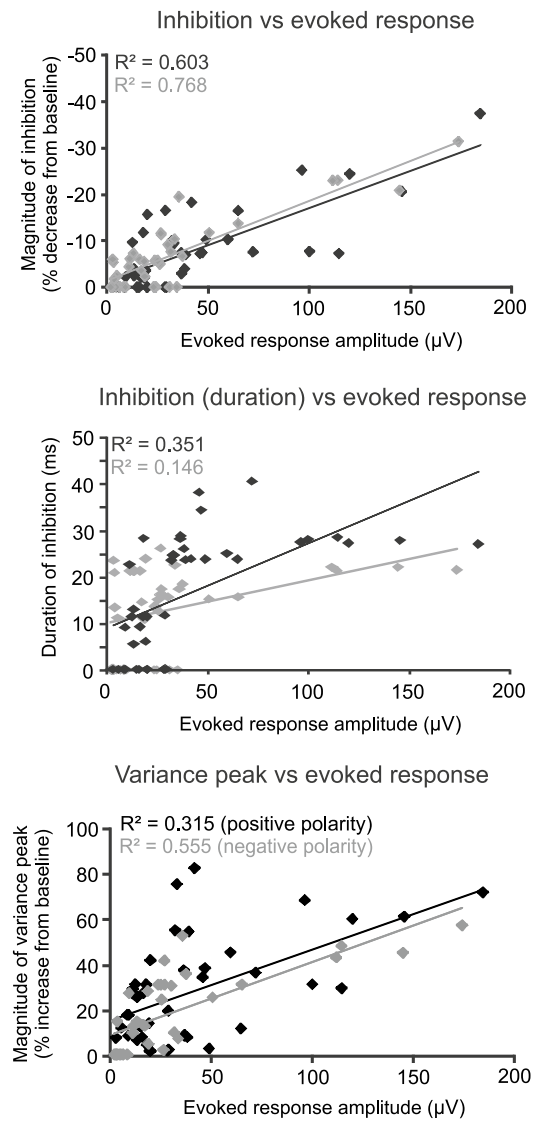 Inhibition vs evoked response
R² = 0.603
R² = 0.768
-50
-40
-30
-20
-10
0
Magnitude of inhibition
(% decrease from baseline)
0 50 100 150 200
Evoked response amplitude (µV)
Inhibition (duration) vs evoked response
R² = 0.351
R² = 0.146
50
40
30
20
10
0
Duration of inhibition (ms)
0 50 100 150 200
Evoked response amplitude (µV)
Variance peak vs evoked response
R² = 0.315 (positive polarity)
R² = 0.555 (negative polarity)
100
80
60
40
20
0
Magnitude of variance peak
(% increase from baseline)
0 50 100 150 200
Evoked response amplitude (µV)